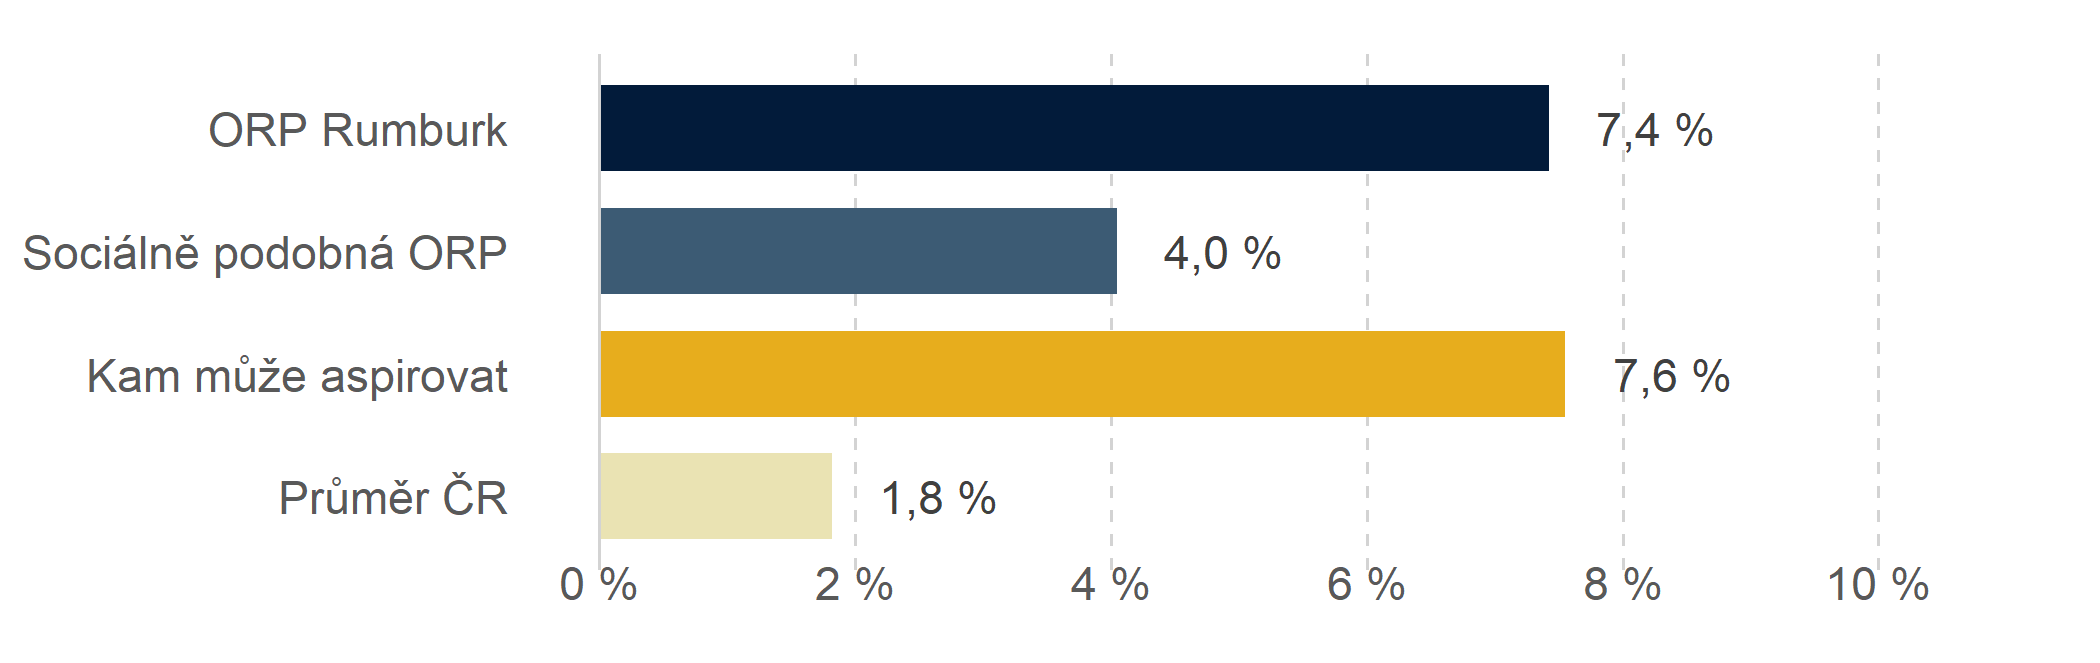 ORP Rumburk
7,4 %
Sociálně podobná ORP
4,0 %
Kam může aspirovat
7,6 %
Průměr ČR
1,8 %
0 %
2 %
4 %
6 %
8 %
10 %